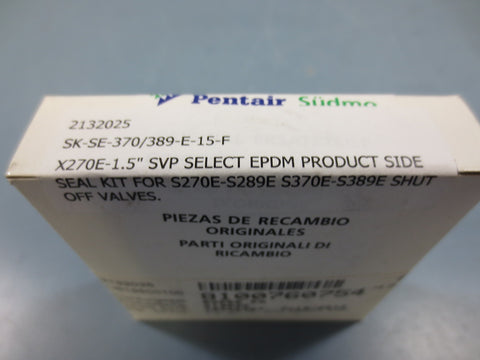 Pentair Südmo
2132025
SK-SE-370/389-E-15-F
X270E-1.5" SVP SELECT EPDM PRODUCT SIDE
SEAL KIT FOR S270E-S289E S370E-S389E SHUT
OFF VALVES.
PIEZAS DE RECAMBIO
ORIGINALES
PARTI ORIGINALI DI
RICAMBIO